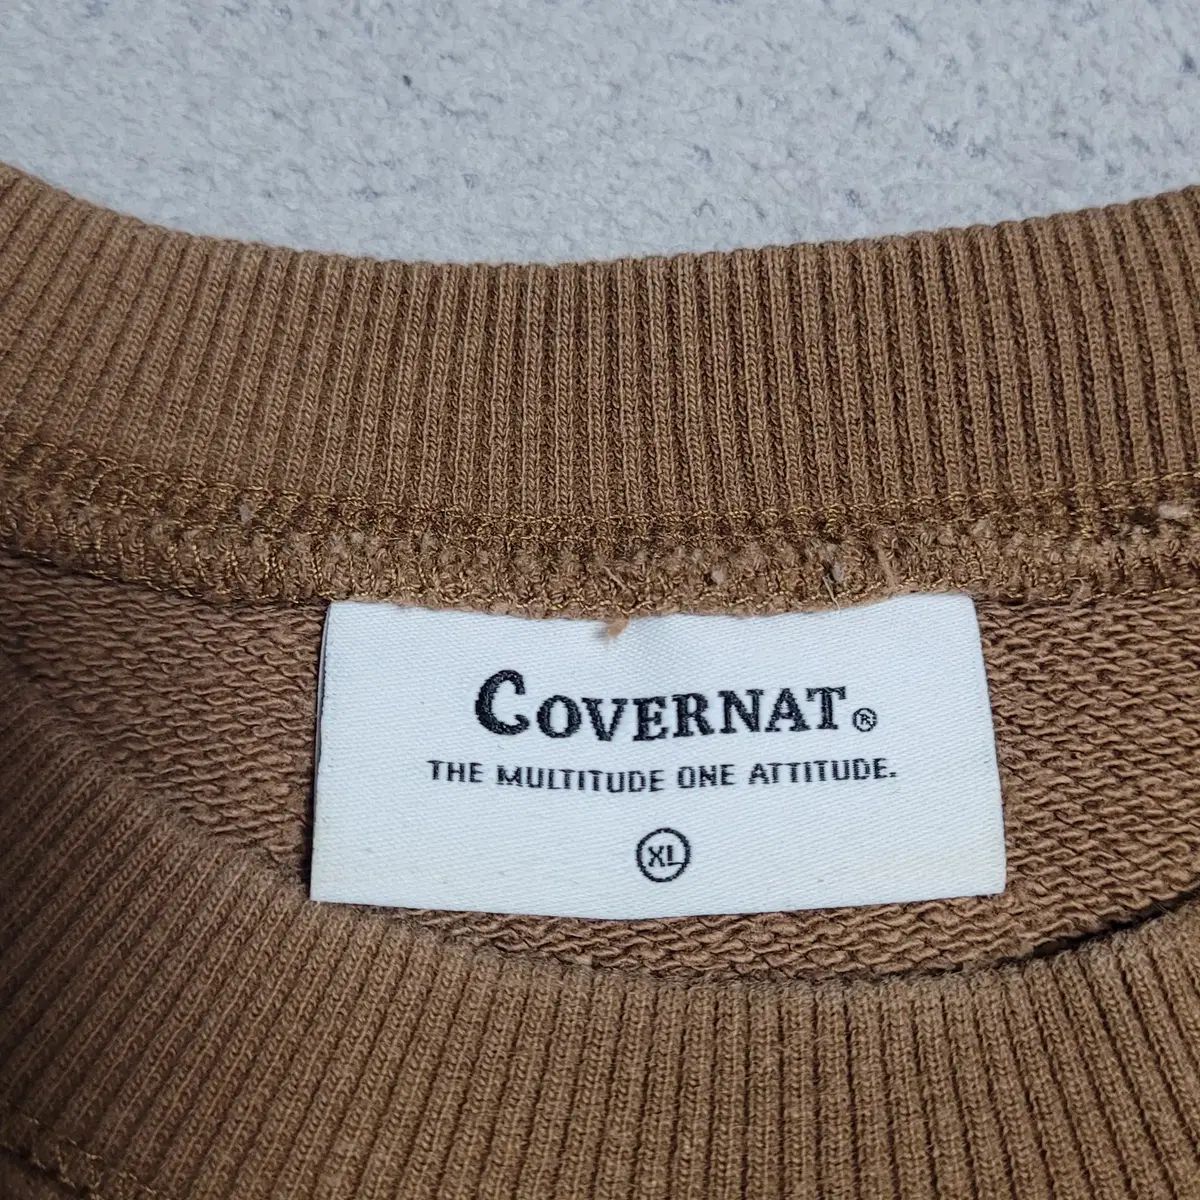 COVERNAT®
THE MULTITUDE ONE ATTITUDE.
XL